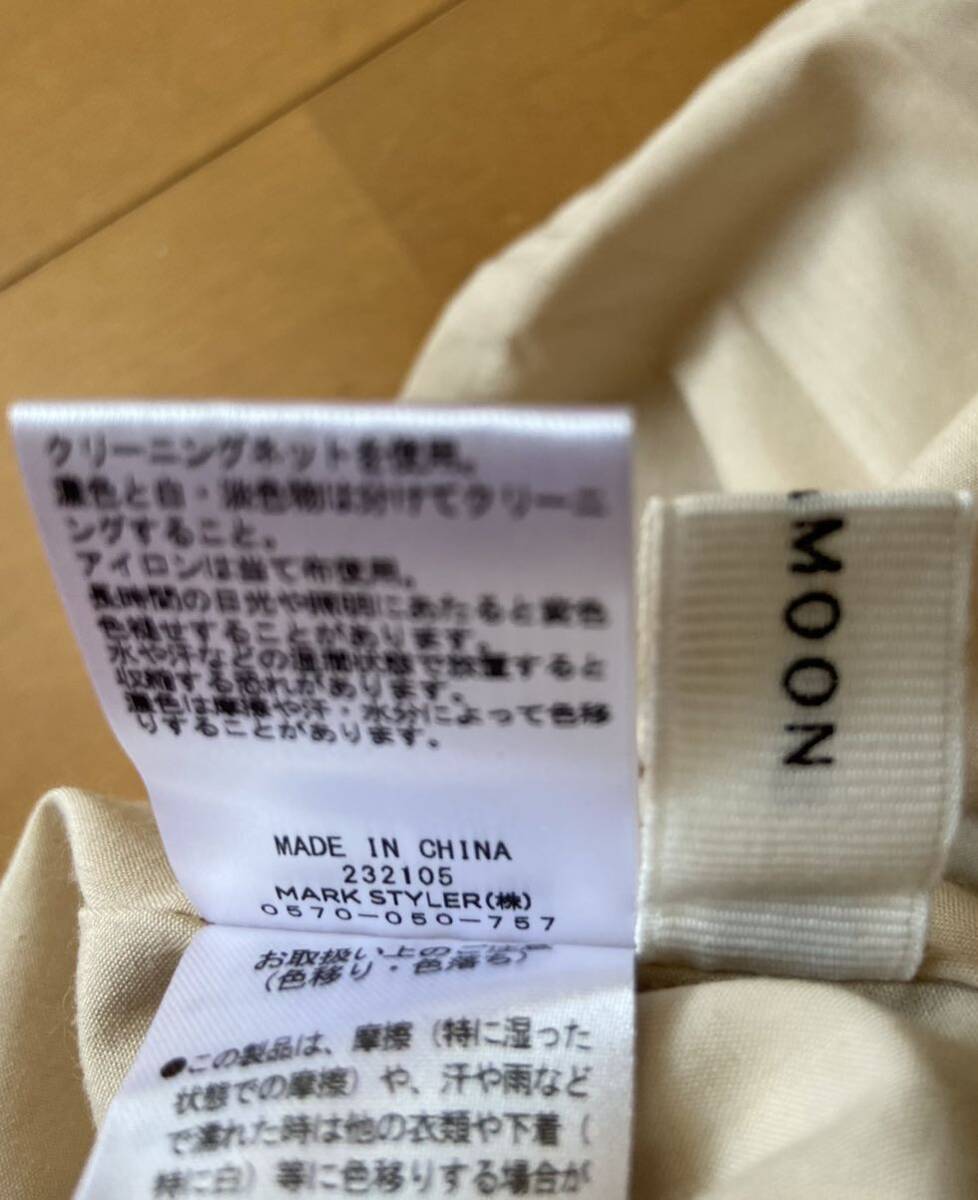 クリーニングネットを使用。
濃色と白・淡色物は分けてクリーニ
ングすること。
アイロンは当て布使用。
長時間の日光や照明にあたると変色
色褪せすることがあります。
水や汗などの湿潤状態で放置すると
収縮する恐れがあります。
濃色は摩擦や汗・水分によって色移
りすることがあります。
MADE IN CHINA
232105
MARK STYLER(株)
0570-050-757
お取扱い上のご注意
(色移り・色落ち)
●この製品は、摩擦(特に湿った
状態での摩擦)や、汗や雨など
で濡れた時は他の衣類や下着(
特に白)等に色移りする場合が
MOON